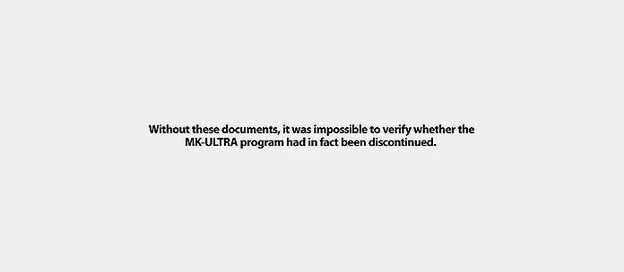 Without these documents, it was impossible to verify whether the
MK-ULTRA program had in fact been discontinued.